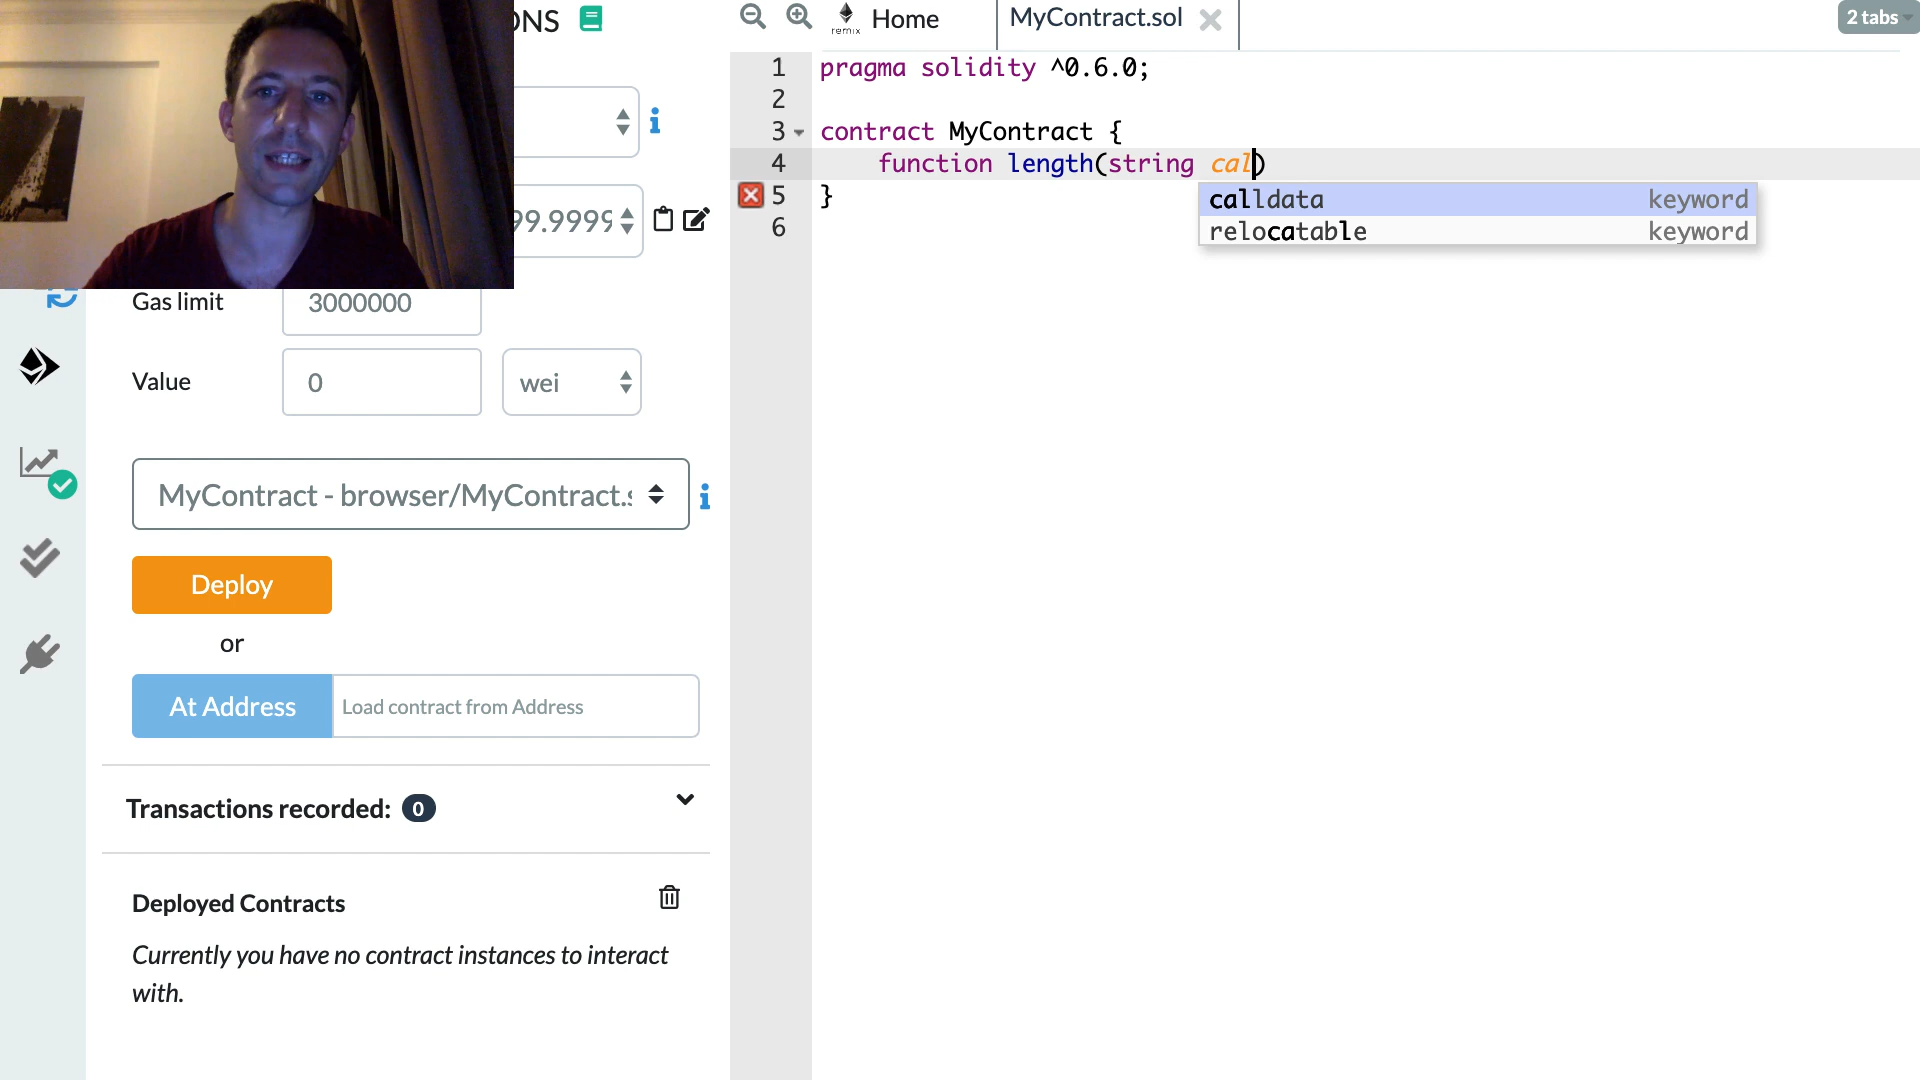 ONS
99.9999
Gas limit
3000000
Value
0
wei
MyContract - browser/MyContract.s
Deploy
or
At Address
Load contract from Address
Transactions recorded: 0
Deployed Contracts
Currently you have no contract instances to interact
with.
remix
Home
MyContract.sol
2 tabs
1 pragma solidity ^0.6.0;
2
3 contract MyContract {
4 function length(string cal)
5 }
6
calldata keyword
relocatable keyword